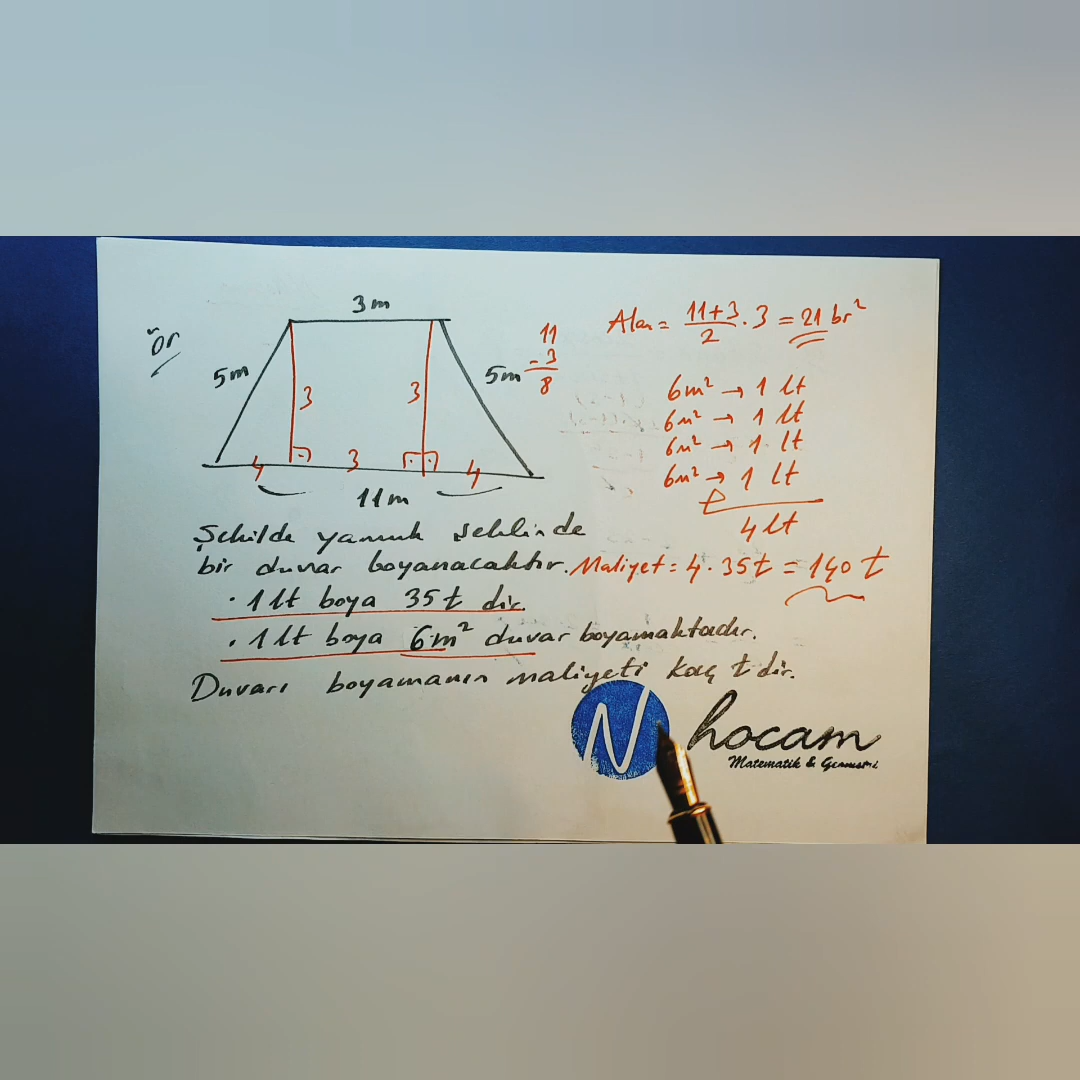 ör
3m
5m
5m
3
3
4
3
4
11m
11
- 3
8
Alan = 11+3/2 . 3 = 21 br²
6m² → 1 lt
6m² → 1 lt
6m² → 1 lt
6m² → 1 lt
4 lt
Şekilde yamuk şeklinde
bir duvar boyanacaktır.
Maliyet = 4 . 35 ₺ = 140 ₺
. 1 lt boya 35 ₺ dir.
. 1 lt boya 6m² duvar boyamaktadır.
Duvarı boyamanın maliyeti kaç ₺ dir.
N hocam
Matematik & Geometri